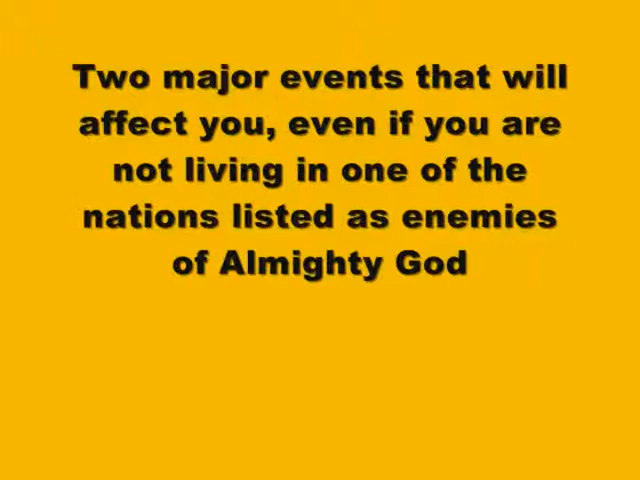 Two major events that will
affect you, even if you are
not living in one of the
nations listed as enemies
of Almighty God